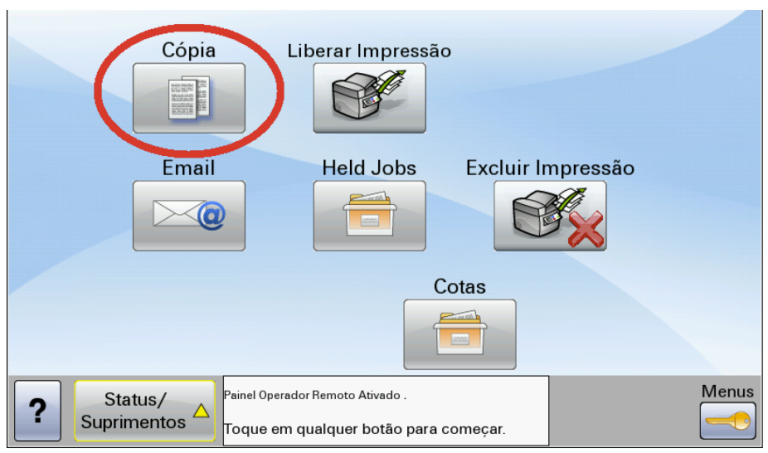 Cópia
Liberar Impressão
Email
Held Jobs
Excluir Impressão
Cotas
?
Status/
Suprimentos
Painel Operador Remoto Ativado .
Toque em qualquer botão para começar.
Menus